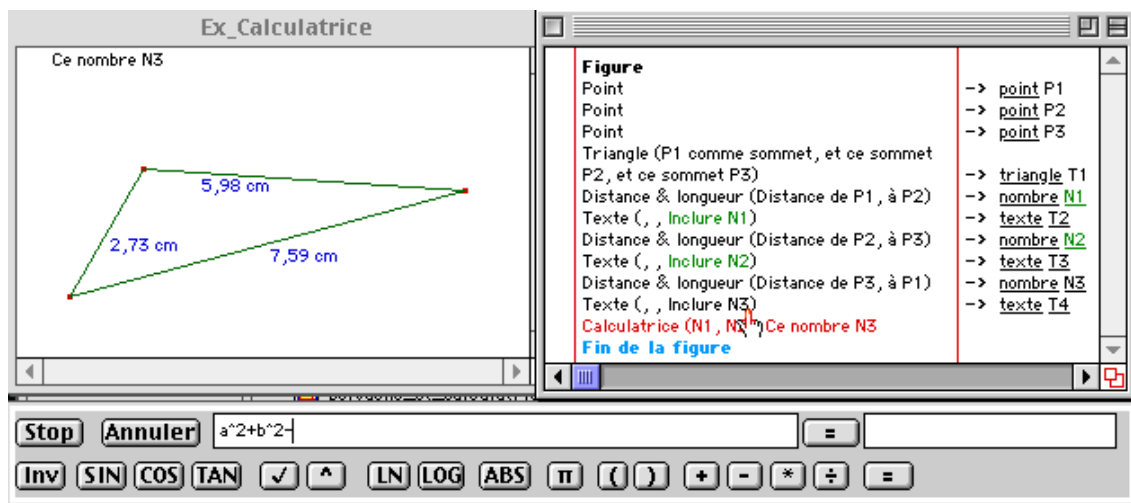 Ex_Calculatrice
Ce nombre N3
5,98 cm
2,73 cm
7,59 cm
Figure
Point -> point P1
Point -> point P2
Point -> point P3
Triangle (P1 comme sommet, et ce sommet
P2, et ce sommet P3) -> triangle T1
Distance & longueur (Distance de P1, à P2) -> nombre N1
Texte (, , Inclure N1) -> texte T2
Distance & longueur (Distance de P2, à P3) -> nombre N2
Texte (, , Inclure N2) -> texte T3
Distance & longueur (Distance de P3, à P1) -> nombre N3
Texte (, , Inclure N3) -> texte T4
Calculatrice (N1, Ce nombre N3
Fin de la figure
Stop Annuler a^2+b^2- =
Inv SIN COS TAN √ ^ LN LOG ABS π ( ) + - * ÷ =